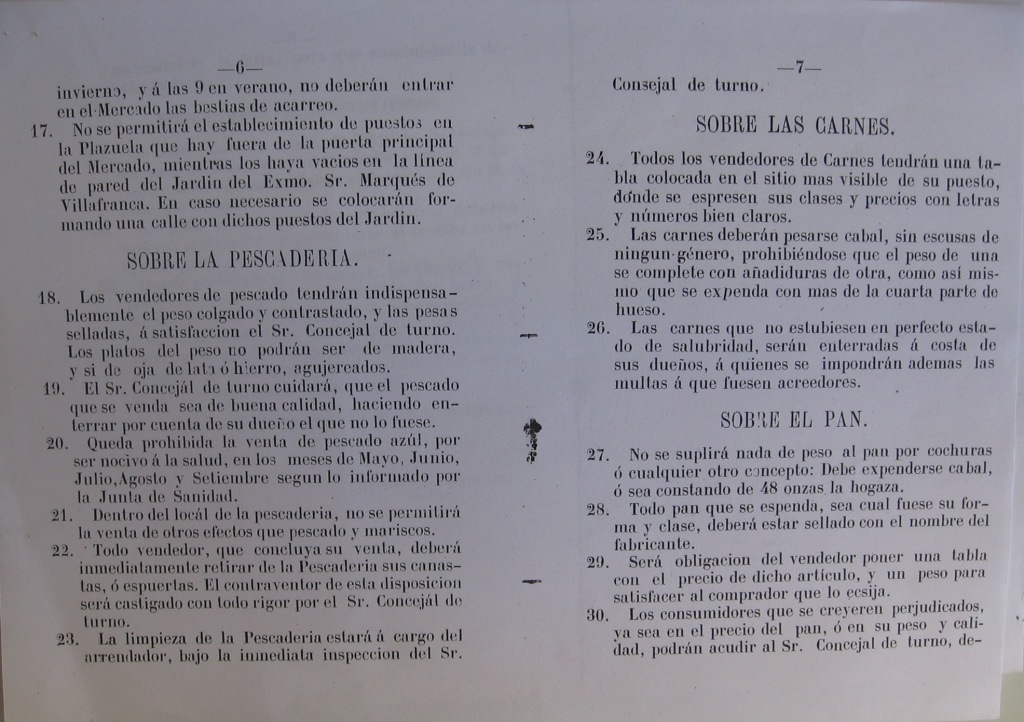 —6—
invierno, y á las 9 en verano, no deberán entrar
en el Mercado las bestias de acarreo.
17. No se permitirá el establecimiento de puestos en
la Plazuela que hay fuera de la puerta principal
del Mercado, mientras los haya vacios en la línea
de pared del Jardin del Exmo. Sr. Marqués de
Villafranca. En caso necesario se colocarán for-
mando una calle con dichos puestos del Jardin.
SOBRE LA PESCADERIA.
18. Los vendedores de pescado tendrán indispensa-
blemente el peso colgado y contrastado, y las pesas
selladas, á satisfaccion el Sr. Concejal de turno.
Los platos del peso no podrán ser de madera,
y si de oja de lata ó hierro, agujereados.
19. El Sr. Concejál de turno cuidará, que el pescado
que se venda sea de buena calidad, haciendo en-
terrar por cuenta de su dueño el que no lo fuese.
20. Queda prohibida la venta de pescado azúl, por
ser nocivo á la salud, en los meses de Mayo, Junio,
Julio, Agosto y Setiembre segun lo informado por
la Junta de Sanidad.
21. Dentro del locál de la pescaderia, no se permitirá
la venta de otros efectos que pescado y mariscos.
22. Todo vendedor, que concluya su venta, deberá
inmediatamente retirar de la Pescaderia sus canas-
tas, ó espuertas. El contraventor de esta disposicion
será castigado con todo rigor por el Sr. Concejál de
turno.
23. La limpieza de la Pescaderia estará á cargo del
arrendador, bajo la inmediata inspeccion del Sr.
—7—
Consejal de turno.
SOBRE LAS CARNES.
24. Todos los vendedores de Carnes tendrán una ta-
bla colocada en el sitio mas visible de su puesto,
dónde se espresen sus clases y precios con letras
y números bien claros.
25. Las carnes deberán pesarse cabal, sin escusas de
ningun género, prohibiéndose que el peso de una
se complete con añadiduras de otra, como así mis-
mo que se expenda con mas de la cuarta parte de
hueso.
26. Las carnes que no estubiesen en perfecto esta-
do de salubridad, serán enterradas á costa de
sus dueños, á quienes se impondrán ademas las
multas á que fuesen acreedores.
SOBRE EL PAN.
27. No se suplirá nada de peso al pan por cochuras
ó cualquier otro concepto: Debe expenderse cabal,
ó sea constando de 48 onzas la hogaza.
28. Todo pan que se espenda, sea cual fuese su for-
ma y clase, deberá estar sellado con el nombre del
fabricante.
29. Será obligacion del vendedor poner una tabla
con el precio de dicho artículo, y un peso para
satisfacer al comprador que lo ecsija.
30. Los consumidores que se creyeren perjudicados,
ya sea en el precio del pan, ó en su peso y cali-
dad, podrán acudir al Sr. Concejal de turno, de-